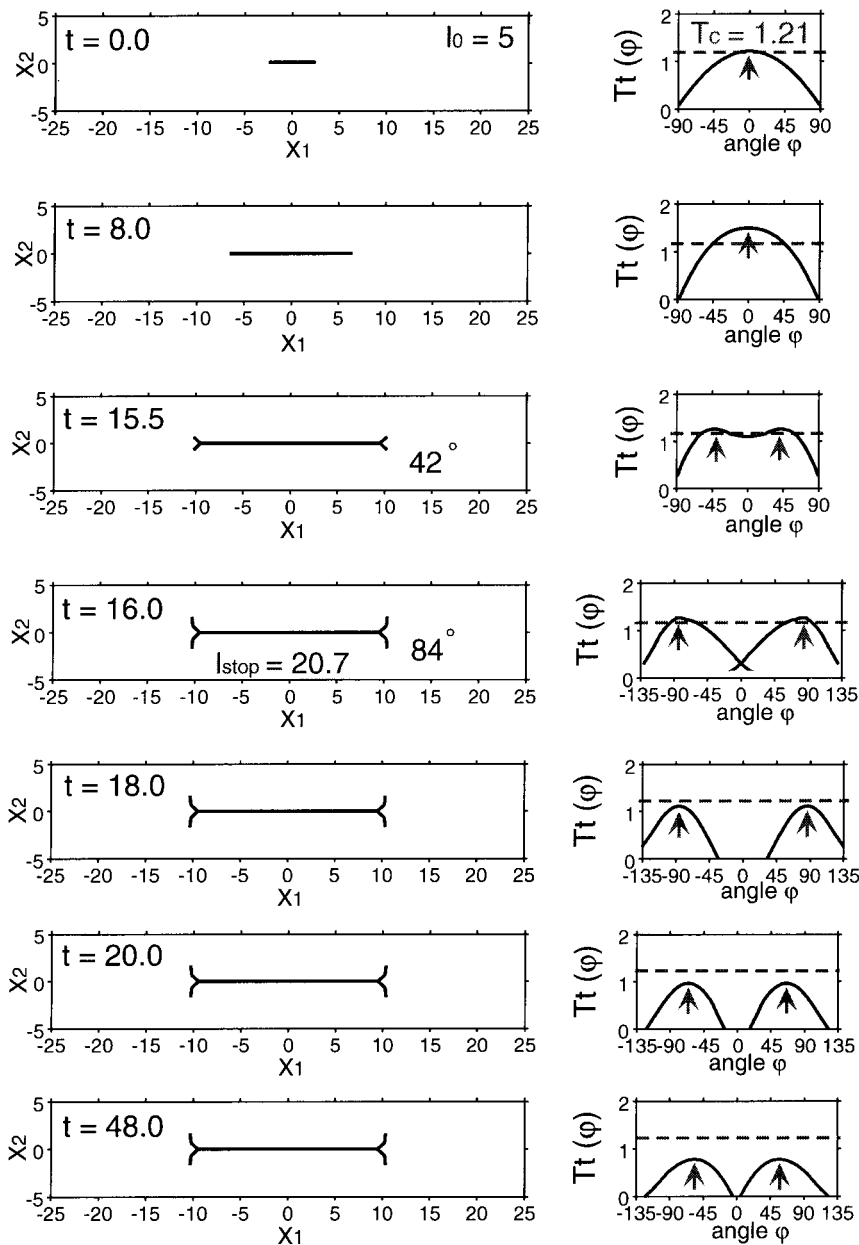 t = 0.0 l0 = 5
X2
5
0
-5
-25 -20 -15 -10 -5 0 5 10 15 20 25
X1
Tc = 1.21
Tt (φ)
2
1
0
-90 -45 0 45 90
angle φ
t = 8.0
X2
5
0
-5
-25 -20 -15 -10 -5 0 5 10 15 20 25
X1
Tt (φ)
2
1
0
-90 -45 0 45 90
angle φ
t = 15.5
42°
X2
5
0
-5
-25 -20 -15 -10 -5 0 5 10 15 20 25
X1
Tt (φ)
2
1
0
-90 -45 0 45 90
angle φ
t = 16.0
84°
lstop = 20.7
X2
5
0
-5
-25 -20 -15 -10 -5 0 5 10 15 20 25
X1
Tt (φ)
2
1
0
-135 -90 -45 0 45 90 135
angle φ
t = 18.0
X2
5
0
-5
-25 -20 -15 -10 -5 0 5 10 15 20 25
X1
Tt (φ)
2
1
0
-135 -90 -45 0 45 90 135
angle φ
t = 20.0
X2
5
0
-5
-25 -20 -15 -10 -5 0 5 10 15 20 25
X1
Tt (φ)
2
1
0
-135 -90 -45 0 45 90 135
angle φ
t = 48.0
X2
5
0
-5
-25 -20 -15 -10 -5 0 5 10 15 20 25
X1
Tt (φ)
2
1
0
-135 -90 -45 0 45 90 135
angle φ